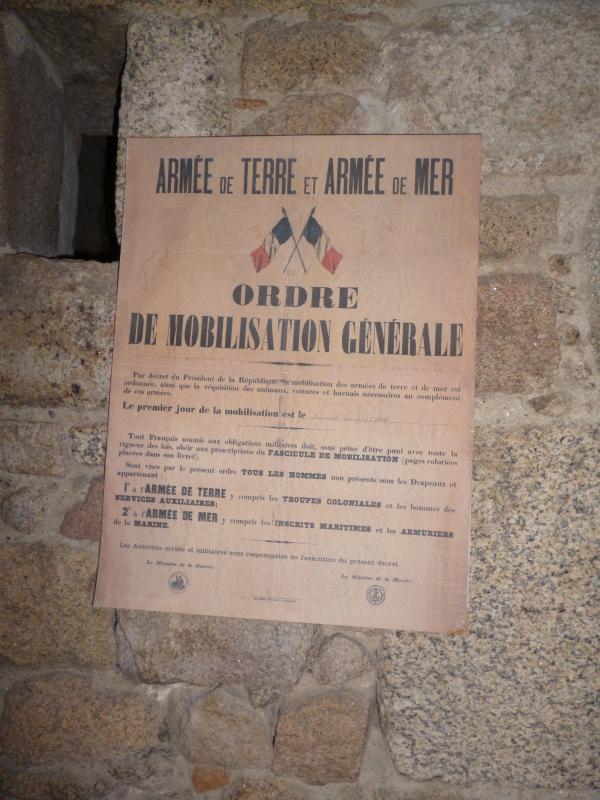 ARMÉE DE TERRE ET ARMÉE DE MER
ORDRE
DE MOBILISATION GÉNÉRALE
Par décret du Président de la République, la mobilisation des armées de terre et de mer est
ordonnée, ainsi que la réquisition des animaux, voitures et harnais nécessaires au complément
de ces armées.
Le premier jour de la mobilisation est le
Tout Français soumis aux obligations militaires doit, sous peine d'être puni avec toute la
rigueur des lois, obéir aux prescriptions du FASCICULE DE MOBILISATION (pages coloriées
placées dans son livret).
Sont visés par le présent ordre TOUS LES HOMMES non présents sous les Drapeaux et
appartenant :
1° à l'ARMÉE DE TERRE y compris les TROUPES COLONIALES et les hommes des
SERVICES AUXILIAIRES;
2° à l'ARMÉE DE MER y compris les INSCRITS MARITIMES et les ARMURIERS
de la MARINE.
Les Autorités civiles et militaires sont responsables de l'exécution du présent décret.
Le Ministre de la Guerre, Le Ministre de la Marine,